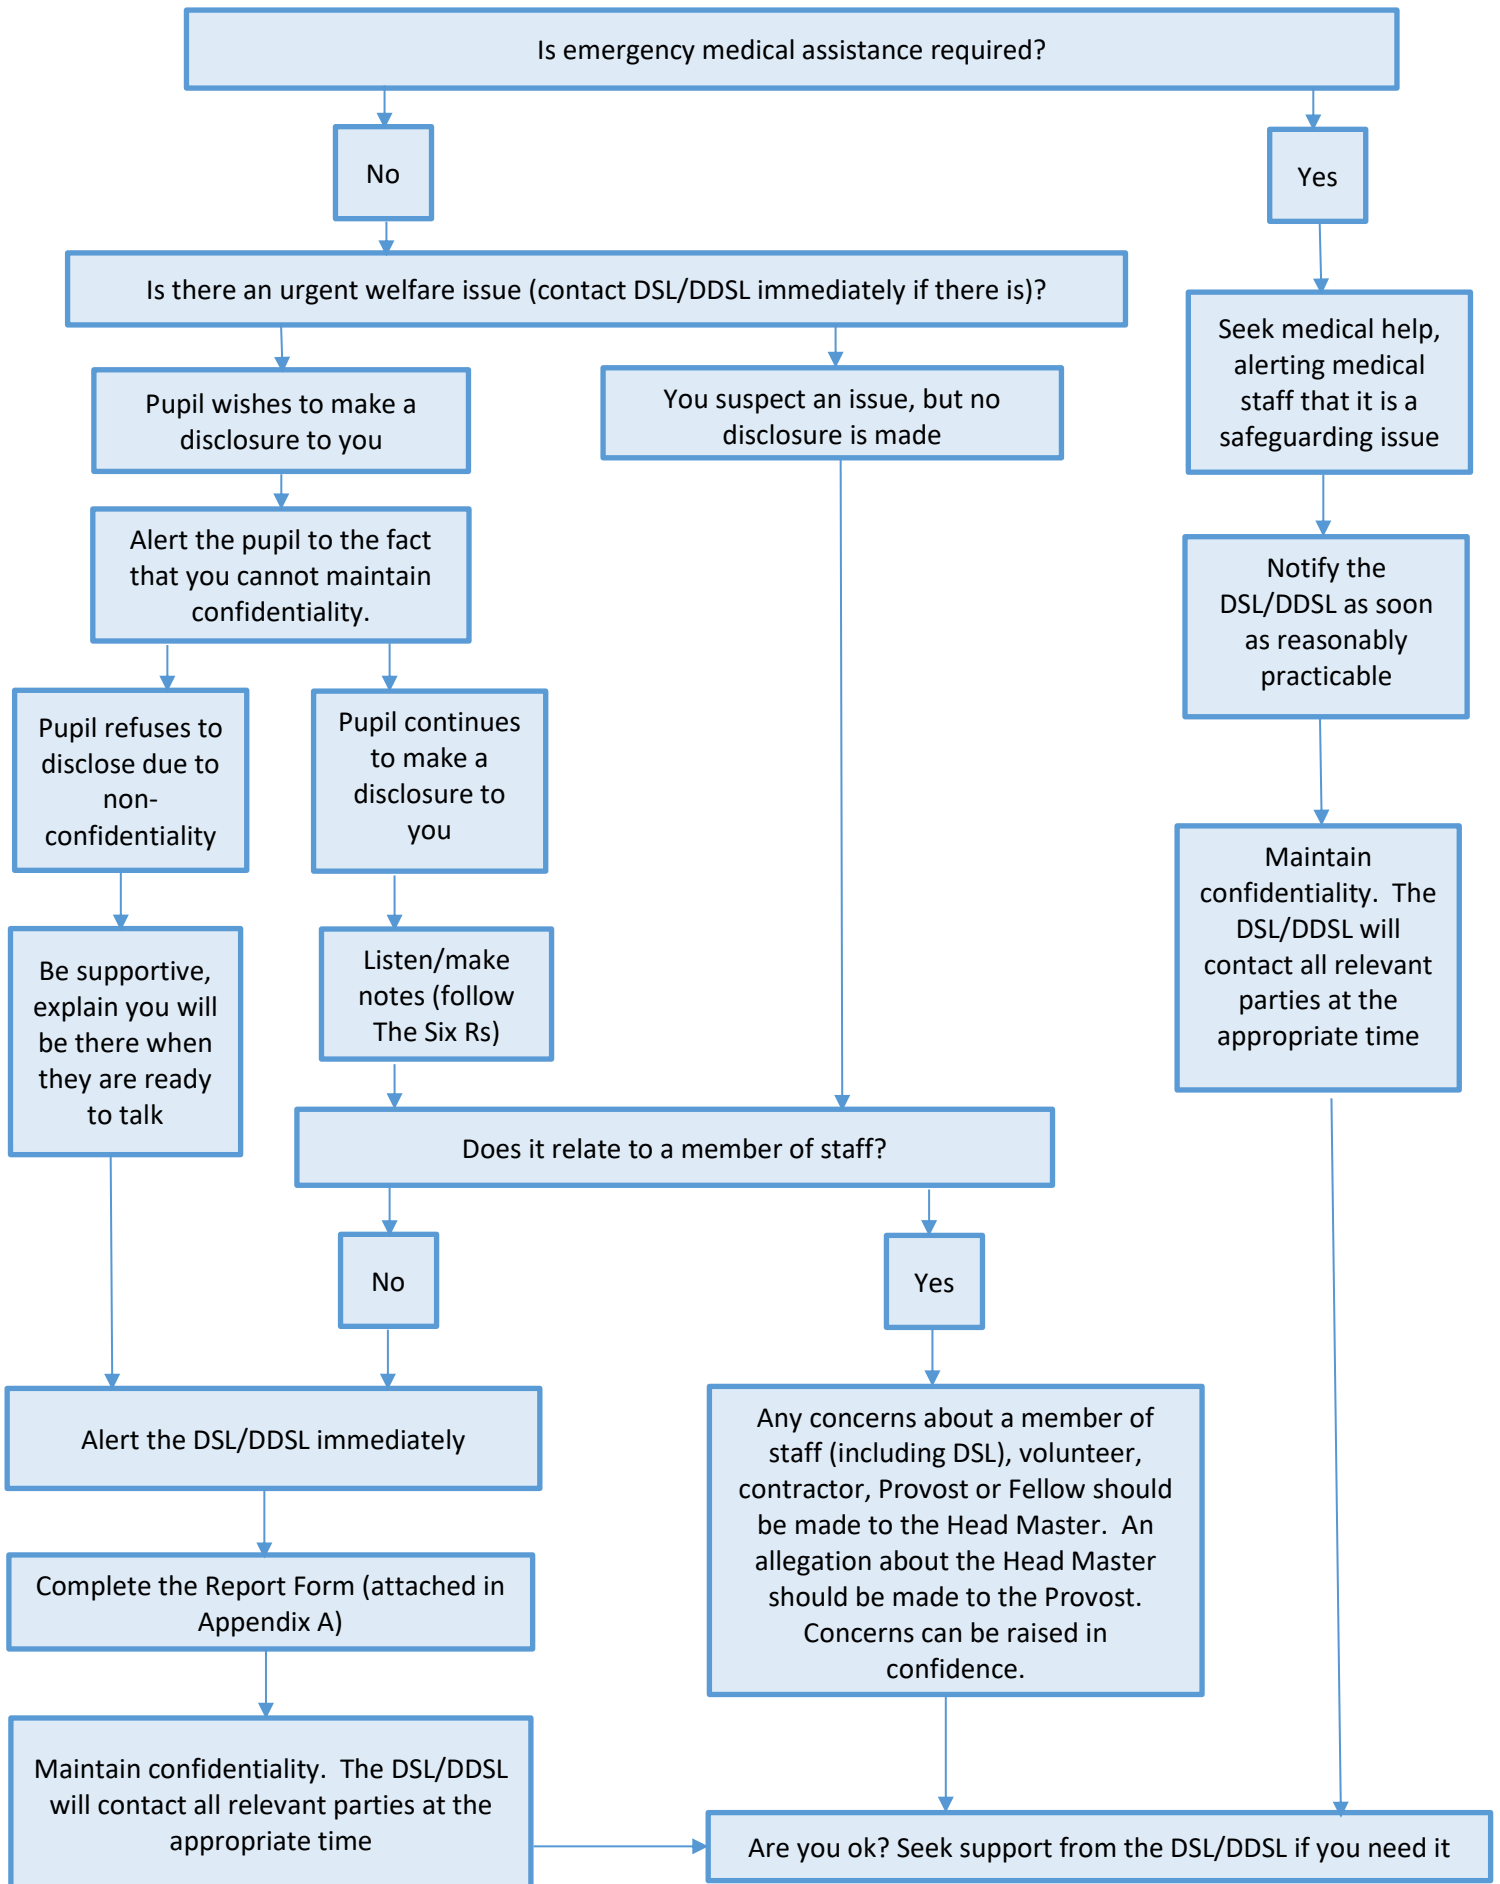 Is emergency medical assistance required?
No
Yes
Is there an urgent welfare issue (contact DSL/DDSL immediately if there is)?
Seek medical help,
alerting medical
staff that it is a
safeguarding issue
Pupil wishes to make a
disclosure to you
You suspect an issue, but no
disclosure is made
Alert the pupil to the fact
that you cannot maintain
confidentiality.
Notify the
DSL/DDSL as soon
as reasonably
practicable
Pupil refuses to
disclose due to
non-
confidentiality
Pupil continues
to make a
disclosure to
you
Maintain
confidentiality.  The
DSL/DDSL will
contact all relevant
parties at the
appropriate time
Be supportive,
explain you will
be there when
they are ready
to talk
Listen/make
notes (follow
The Six Rs)
Does it relate to a member of staff?
No
Yes
Alert the DSL/DDSL immediately
Any concerns about a member of
staff (including DSL), volunteer,
contractor, Provost or Fellow should
be made to the Head Master.  An
allegation about the Head Master
should be made to the Provost.
Concerns can be raised in
confidence.
Complete the Report Form (attached in
Appendix A)
Maintain confidentiality.  The DSL/DDSL
will contact all relevant parties at the
appropriate time
Are you ok? Seek support from the DSL/DDSL if you need it